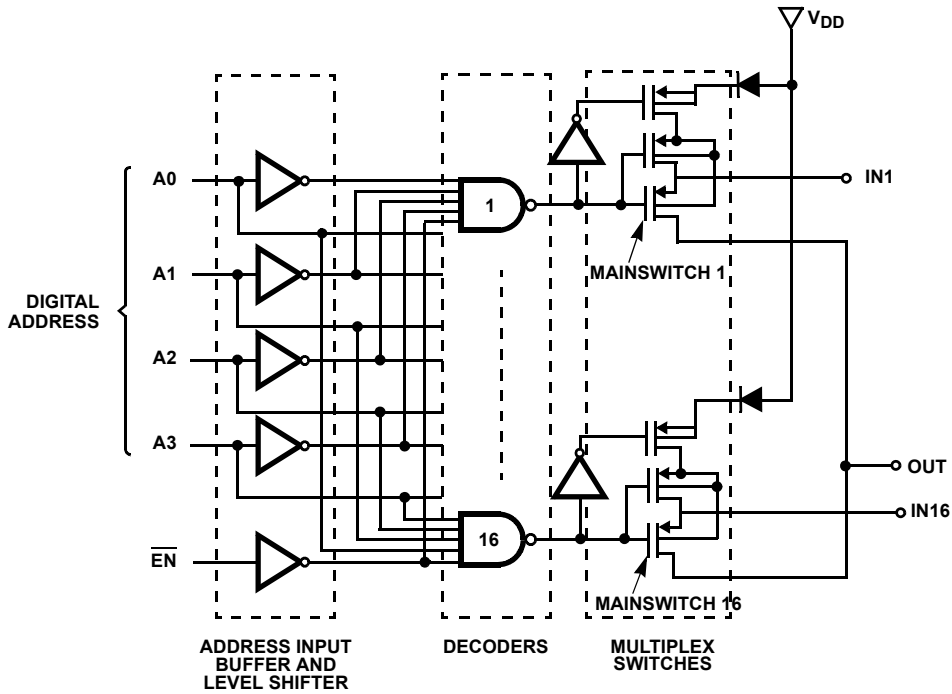 VDD
A0
1
IN1
A1
MAINSWITCH 1
DIGITAL
ADDRESS
A2
A3
OUT
IN16
16
EN
MAINSWITCH 16
ADDRESS INPUT
BUFFER AND
LEVEL SHIFTER
DECODERS
MULTIPLEX
SWITCHES